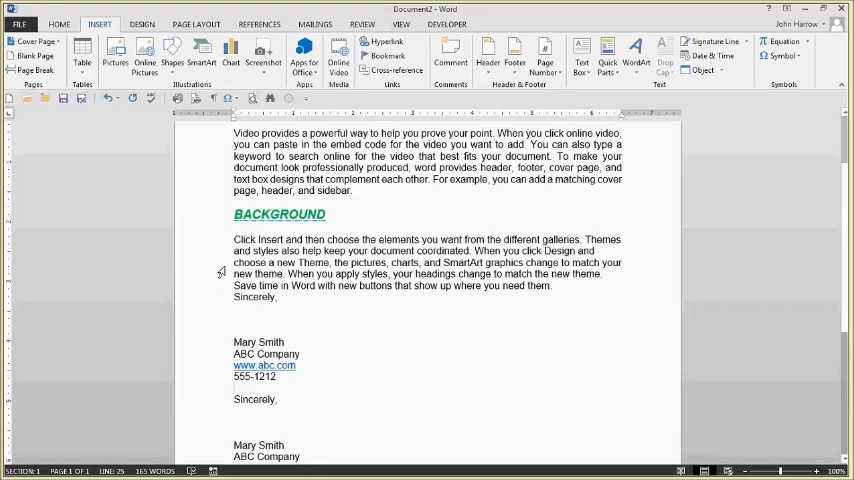 Document2 - Word
FILE HOME INSERT DESIGN PAGE LAYOUT REFERENCES MAILINGS REVIEW VIEW DEVELOPER John Harrow
Cover Page
Blank Page
Page Break
Pages
Table
Tables
Pictures
Online Pictures
Shapes
SmartArt
Chart
Screenshot
Illustrations
Apps for Office
Apps
Online Video
Media
Hyperlink
Bookmark
Cross-reference
Links
Comment
Comments
Header
Footer
Page Number
Header & Footer
Text Box
Quick Parts
WordArt
Drop Cap
Signature Line
Date & Time
Object
Text
Equation
Symbol
Symbols
1 1 2 3 4 5 6 7
Video provides a powerful way to help you prove your point. When you click online video,
you can paste in the embed code for the video you want to add. You can also type a
keyword to search online for the video that best fits your document. To make your
document look professionally produced, word provides header, footer, cover page, and
text box designs that complement each other. For example, you can add a matching cover
page, header, and sidebar.
BACKGROUND
Click Insert and then choose the elements you want from the different galleries. Themes
and styles also help keep your document coordinated. When you click Design and
choose a new Theme, the pictures, charts, and SmartArt graphics change to match your
new theme. When you apply styles, your headings change to match the new theme.
Save time in Word with new buttons that show up where you need them.
Sincerely,
Mary Smith
ABC Company
www.abc.com
555-1212
Sincerely,
Mary Smith
ABC Company
SECTION: 1 PAGE 1 OF 1 LINE: 25 165 WORDS 100%